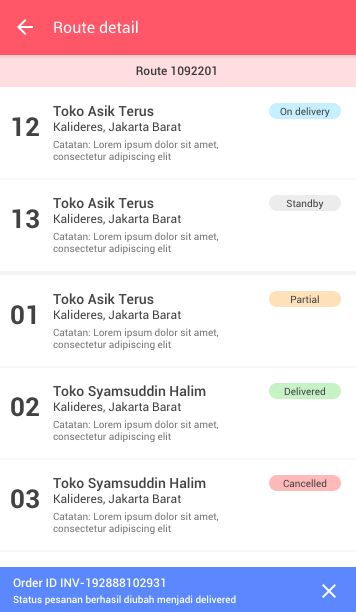 Route detail
Route 1092201
12
Toko Asik Terus
On delivery
Kalideres, Jakarta Barat
Catatan: Lorem ipsum dolor sit amet,
consectetur adipiscing elit
13
Toko Asik Terus
Standby
Kalideres, Jakarta Barat
Catatan: Lorem ipsum dolor sit amet,
consectetur adipiscing elit
01
Toko Asik Terus
Partial
Kalideres, Jakarta Barat
Catatan: Lorem ipsum dolor sit amet,
consectetur adipiscing elit
02
Toko Syamsuddin Halim
Delivered
Kalideres, Jakarta Barat
Catatan: Lorem ipsum dolor sit amet,
consectetur adipiscing elit
03
Toko Syamsuddin Halim
Cancelled
Kalideres, Jakarta Barat
Catatan: Lorem ipsum dolor sit amet,
consectetur adipiscing elit
Order ID INV-192888102931
Status pesanan berhasil diubah menjadi delivered